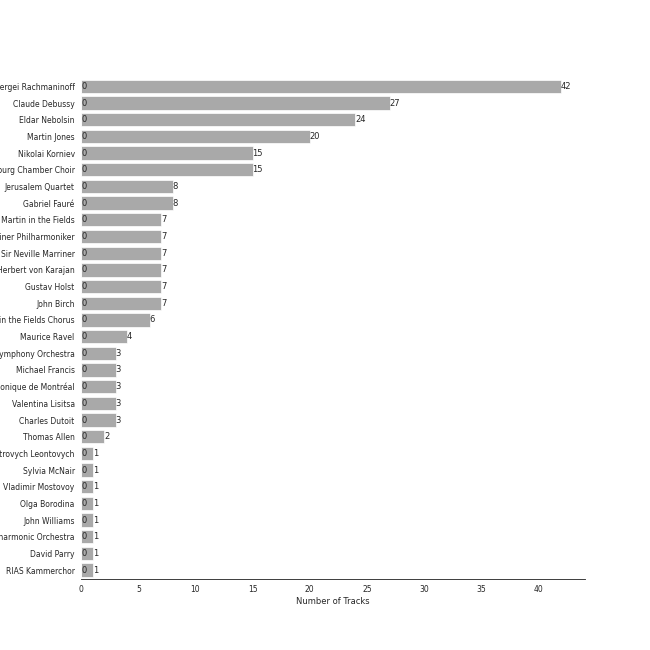 ergei Rachmaninoff 0 42
Claude Debussy 0 27
Eldar Nebolsin 0 24
Martin Jones 0 20
Nikolai Korniev 0 15
burg Chamber Choir 0 15
Jerusalem Quartet 0 8
Gabriel Fauré 0 8
Martin in the Fields 0 7
iner Philharmoniker 0 7
Sir Neville Marriner 0 7
Herbert von Karajan 0 7
Gustav Holst 0 7
John Birch 0 7
in the Fields Chorus 0 6
Maurice Ravel 0 4
ymphony Orchestra 0 3
Michael Francis 0 3
onique de Montréal 0 3
Valentina Lisitsa 0 3
Charles Dutoit 0 3
Thomas Allen 0 2
trovych Leontovych 0 1
Sylvia McNair 0 1
Vladimir Mostovoy 0 1
Olga Borodina 0 1
John Williams 0 1
harmonic Orchestra 0 1
David Parry 0 1
RIAS Kammerchor 0 1
0 5 10 15 20 25 30 35 40
Number of Tracks